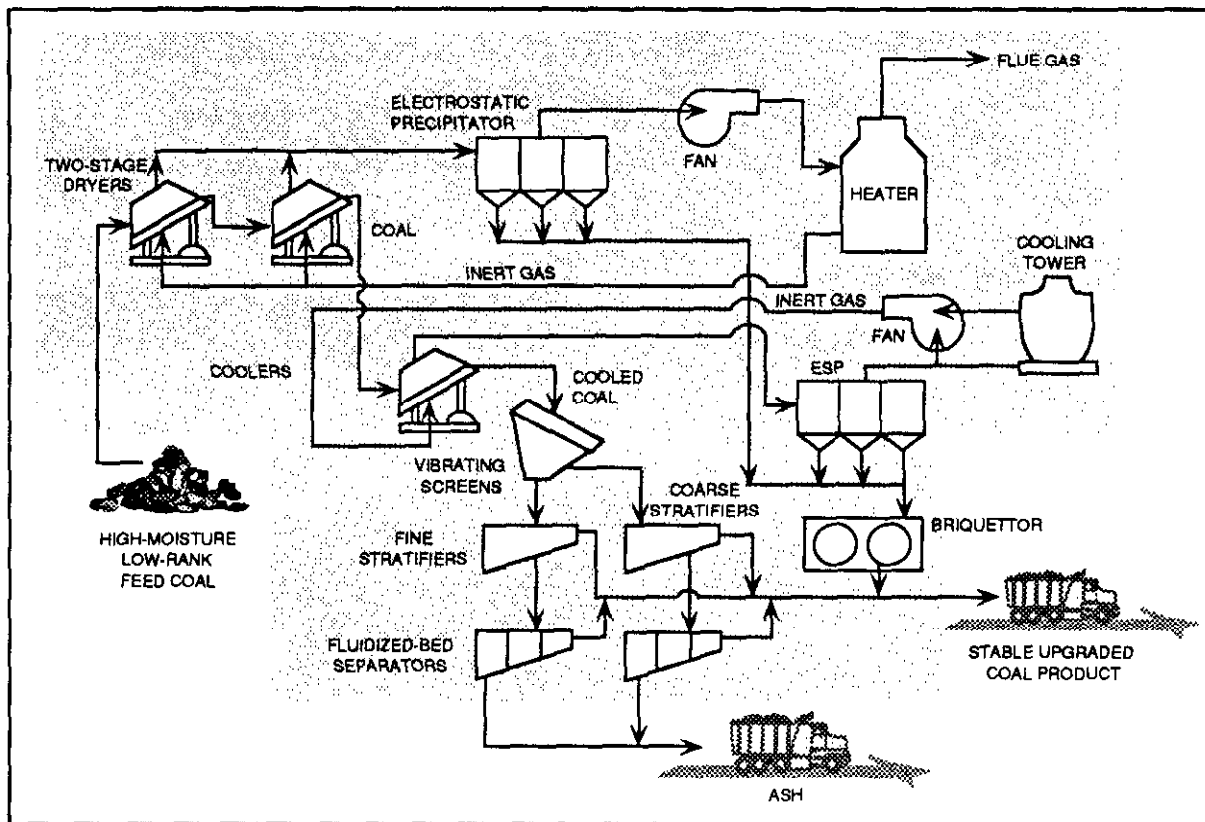 FLUE GAS
ELECTROSTATIC
PRECIPITATOR
FAN
TWO-STAGE
DRYERS
HEATER
COAL
COOLING
TOWER
INERT GAS
INERT GAS
FAN
COOLERS
COOLED
COAL
ESP
VIBRATING
SCREENS
COARSE
STRATIFIERS
BRIQUETTOR
HIGH-MOISTURE
LOW-RANK
FEED COAL
FINE
STRATIFIERS
FLUIDIZED-BED
SEPARATORS
STABLE UPGRADED
COAL PRODUCT
ASH